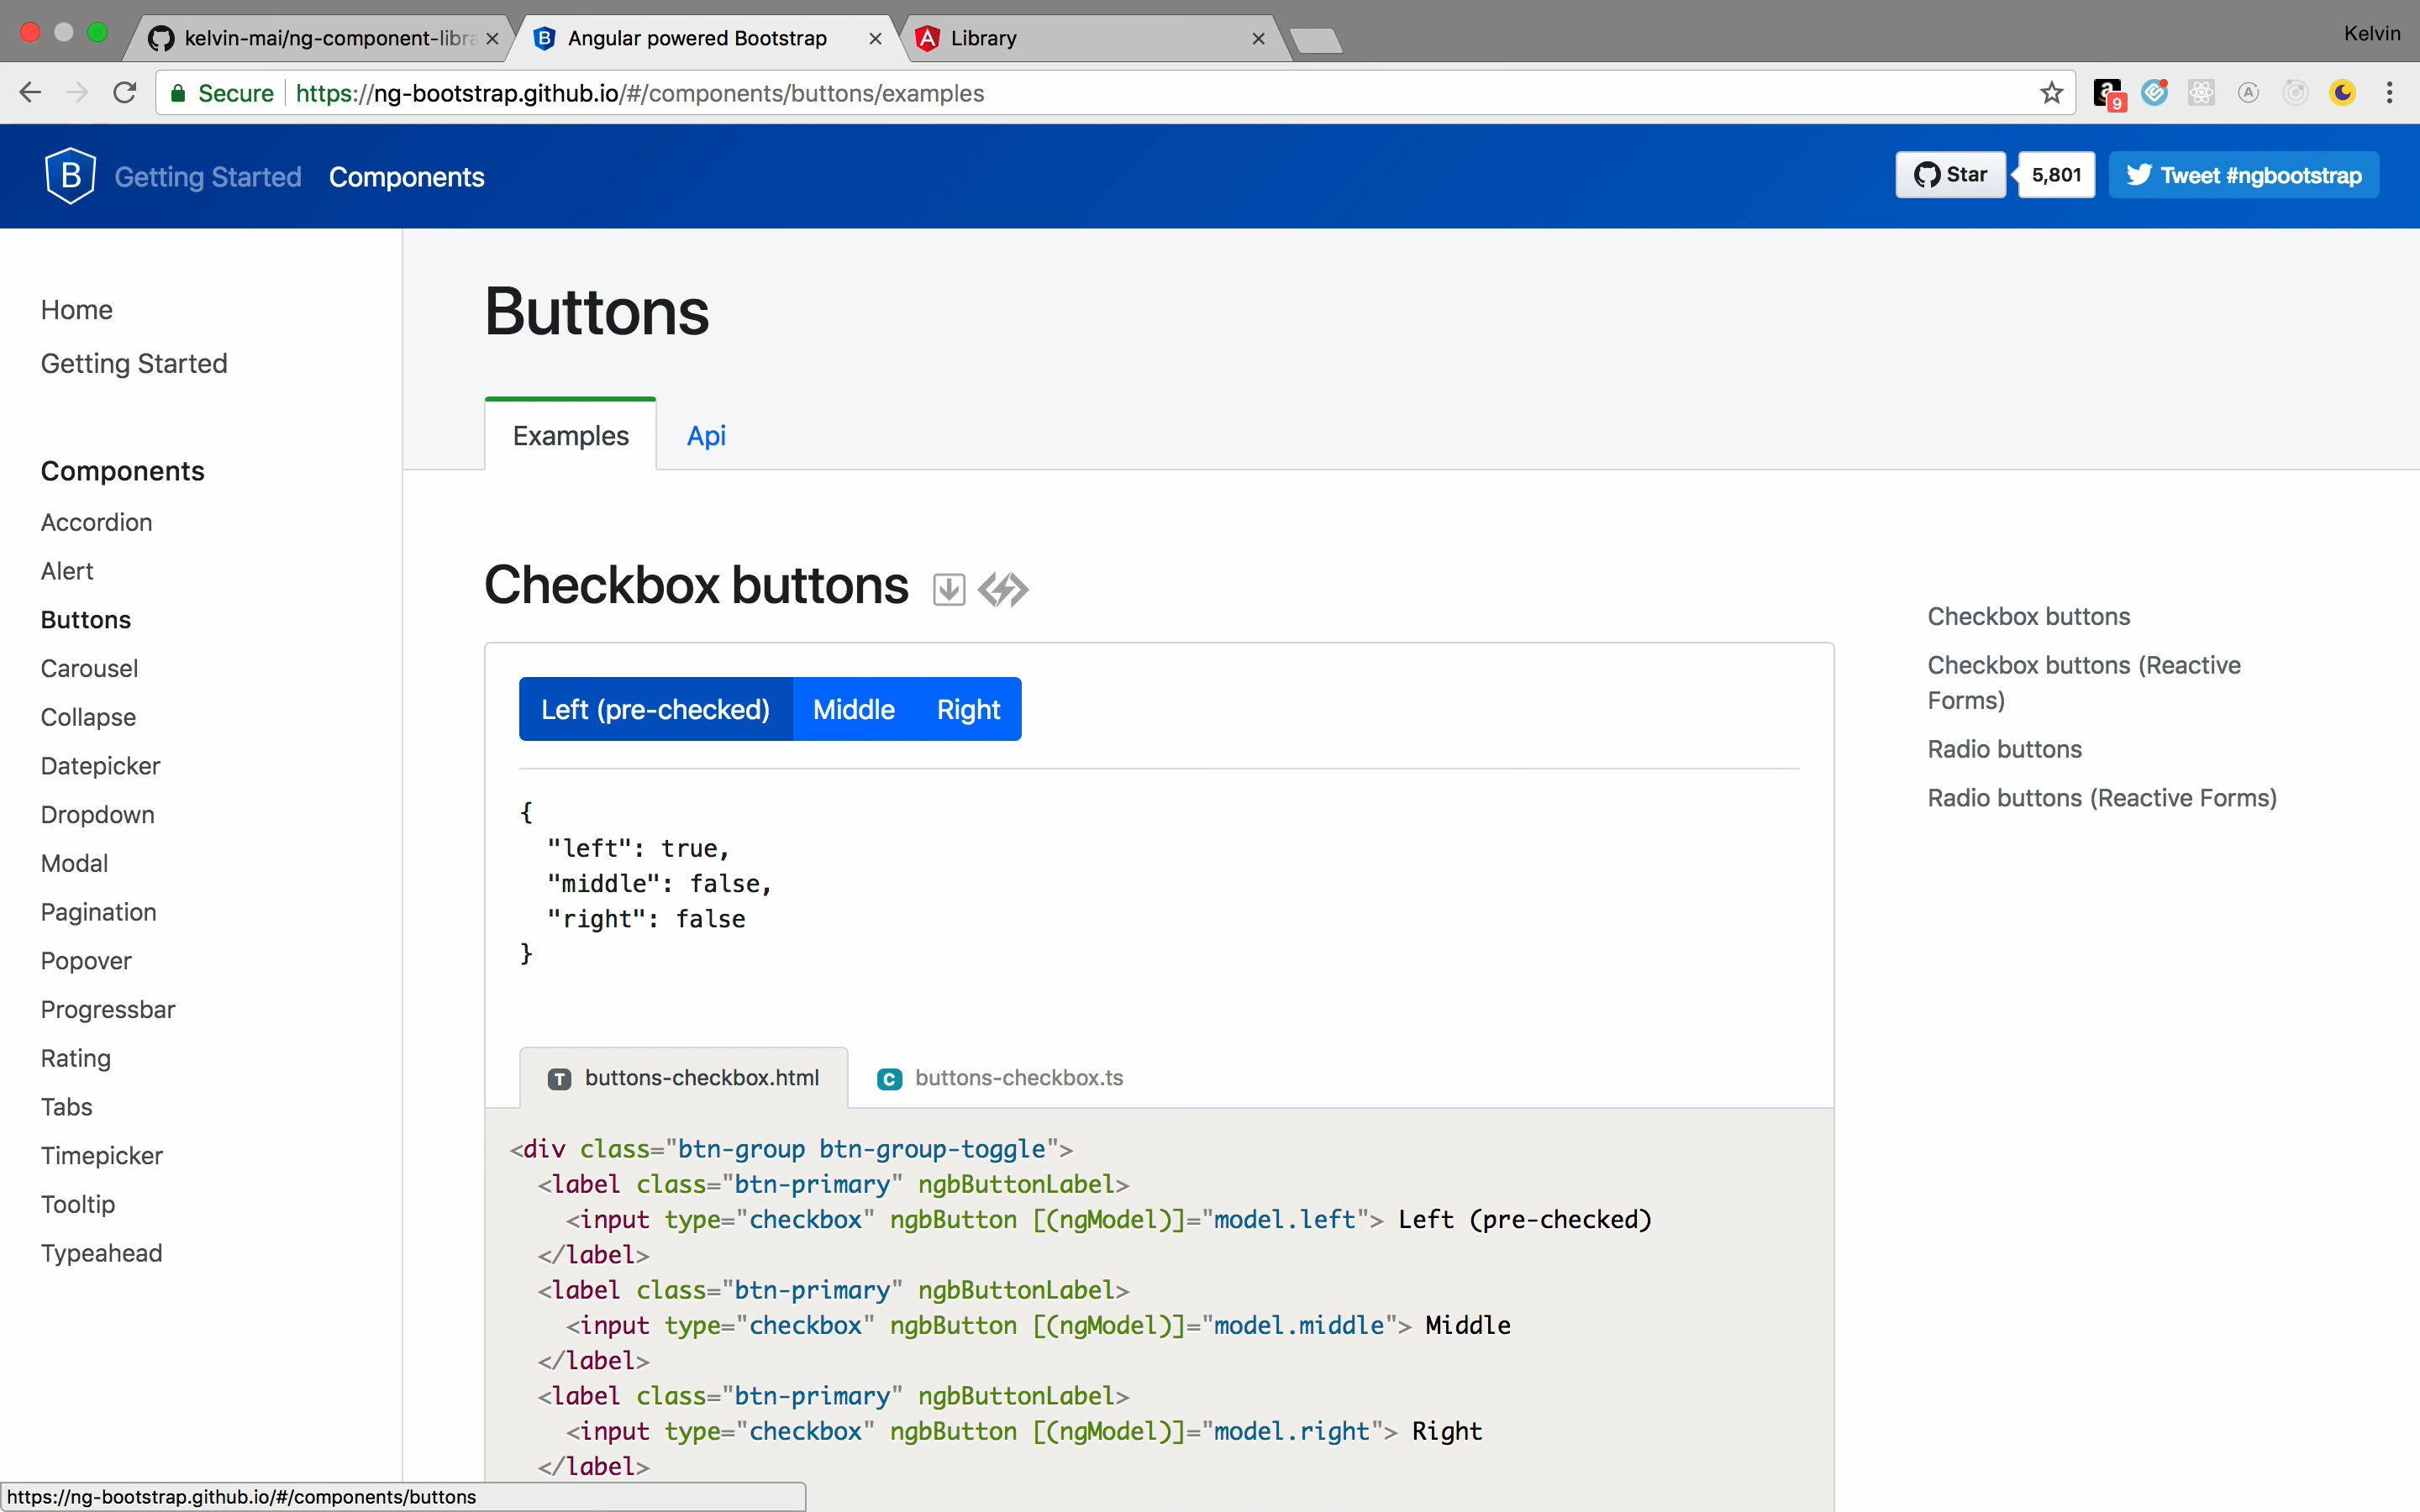 kelvin-mai/ng-component-libra
Angular powered Bootstrap
Library
Kelvin
Secure
https://ng-bootstrap.github.io/#/components/buttons/examples
9
B
Getting Started
Components
Star
5,801
Tweet #ngbootstrap
Home
Getting Started
Components
Accordion
Alert
Buttons
Carousel
Collapse
Datepicker
Dropdown
Modal
Pagination
Popover
Progressbar
Rating
Tabs
Timepicker
Tooltip
Typeahead
Buttons
Examples
Api
Checkbox buttons
Left (pre-checked)
Middle
Right
{
"left": true,
"middle": false,
"right": false
}
T buttons-checkbox.html
C buttons-checkbox.ts
<div class="btn-group btn-group-toggle">
<label class="btn-primary" ngbButtonLabel>
<input type="checkbox" ngbButton [(ngModel)]="model.left"> Left (pre-checked)
</label>
<label class="btn-primary" ngbButtonLabel>
<input type="checkbox" ngbButton [(ngModel)]="model.middle"> Middle
</label>
<label class="btn-primary" ngbButtonLabel>
<input type="checkbox" ngbButton [(ngModel)]="model.right"> Right
</label>
Checkbox buttons
Checkbox buttons (Reactive
Forms)
Radio buttons
Radio buttons (Reactive Forms)
https://ng-bootstrap.github.io/#/components/buttons